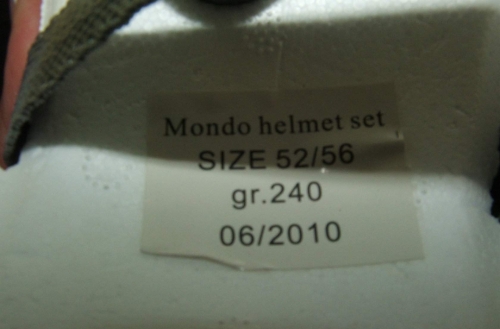 Mondo helmet set
SIZE 52/56
gr.240
06/2010